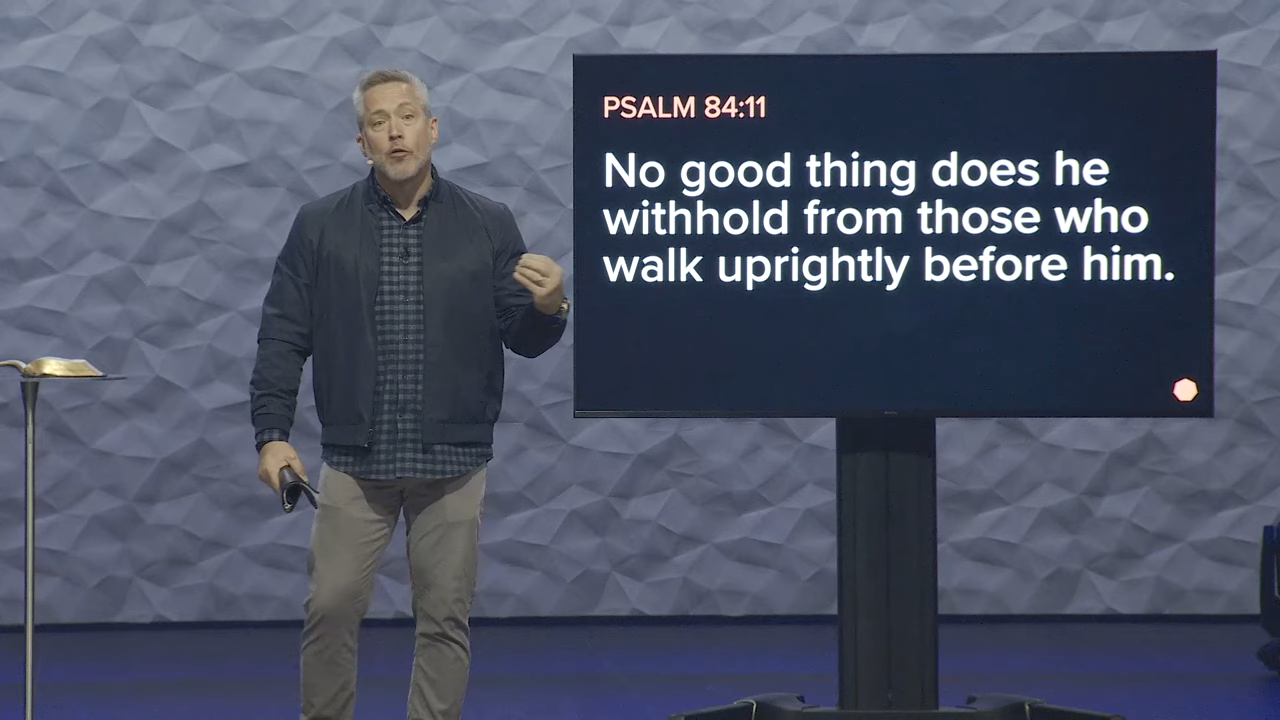 PSALM 84:11
No good thing does he
withhold from those who
walk uprightly before him.